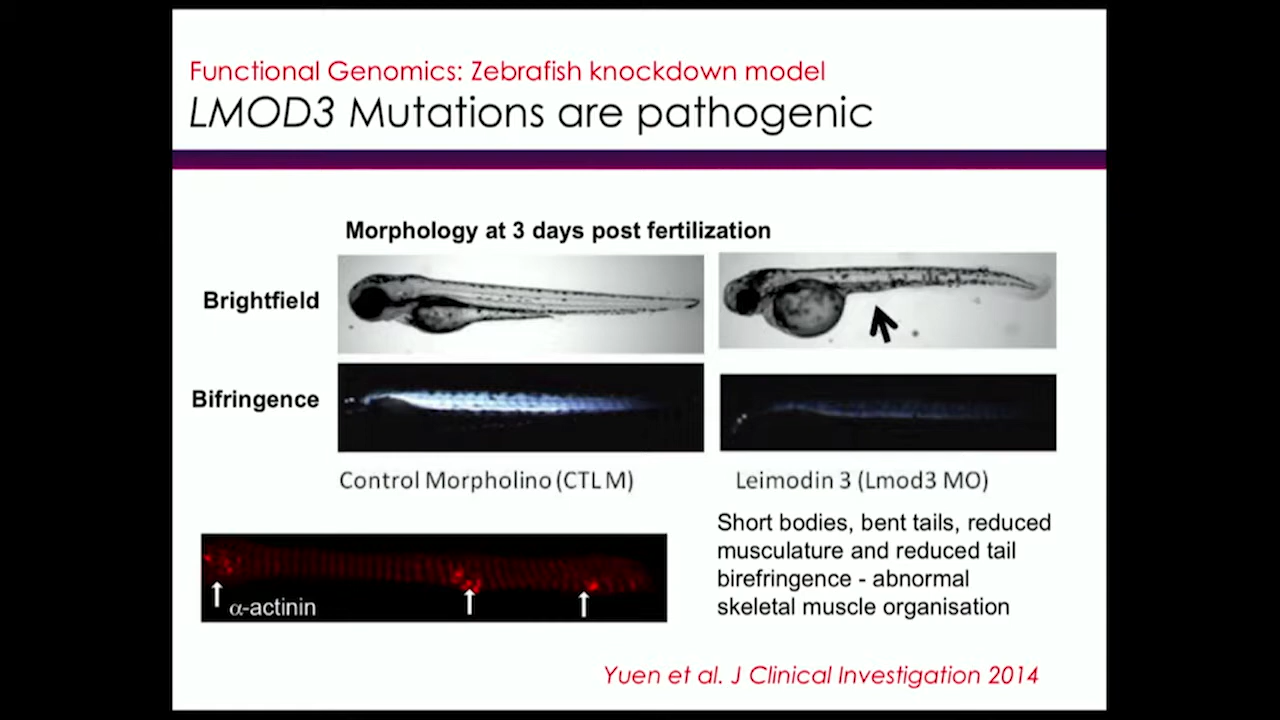 Functional Genomics: Zebrafish knockdown model
LMOD3 Mutations are pathogenic
Morphology at 3 days post fertilization
Brightfield
Bifringence
Control Morpholino (CTL M)
Leimodin 3 (Lmod3 MO)
Short bodies, bent tails, reduced
musculature and reduced tail
birefringence - abnormal
skeletal muscle organisation
α-actinin
Yuen et al. J Clinical Investigation 2014